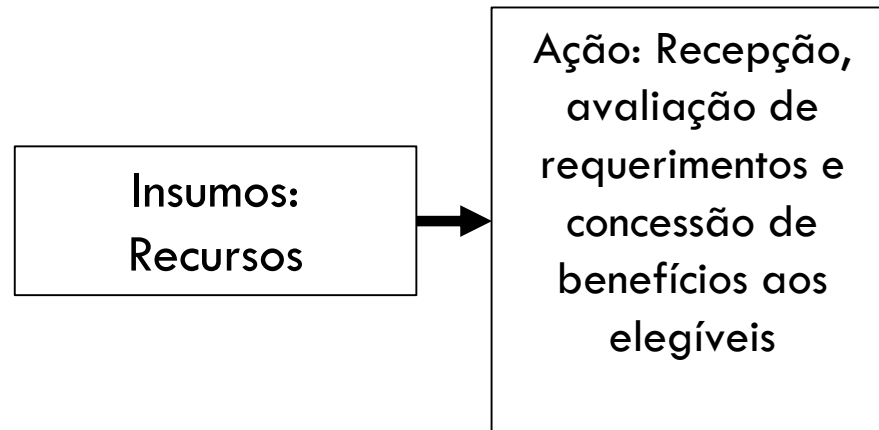 Insumos:
Recursos
Ação: Recepção,
avaliação de
requerimentos e
concessão de
benefícios aos
elegíveis